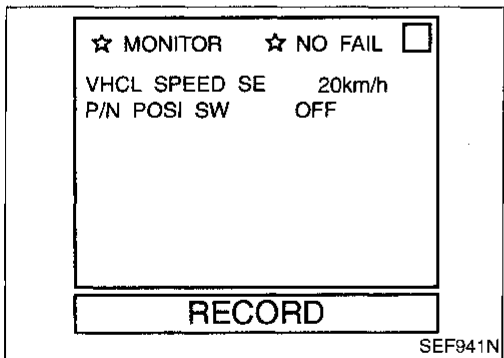 ☆ MONITOR ☆ NO FAIL
VHCL SPEED SE 20km/h
P/N POSI SW OFF
RECORD
SEF941N